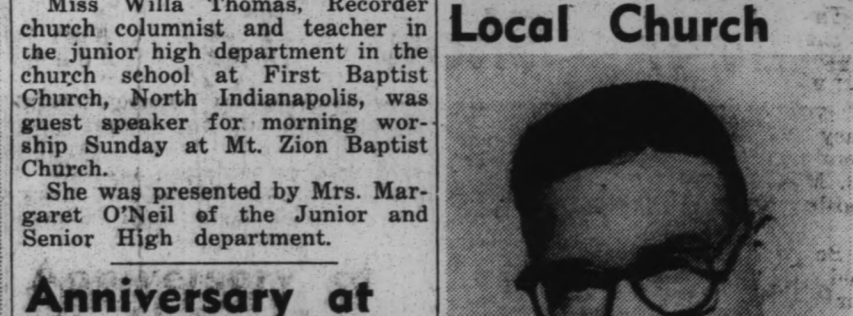 Miss Willa Thomas, Recorder
church columnist and teacher in
the junior high department in the
church school at First Baptist
Church, North Indianapolis, was
guest speaker for morning wor-
ship Sunday at Mt. Zion Baptist
Church.
She was presented by Mrs. Mar-
garet O'Neil of the Junior and
Senior High department.
Anniversary at
Local Church